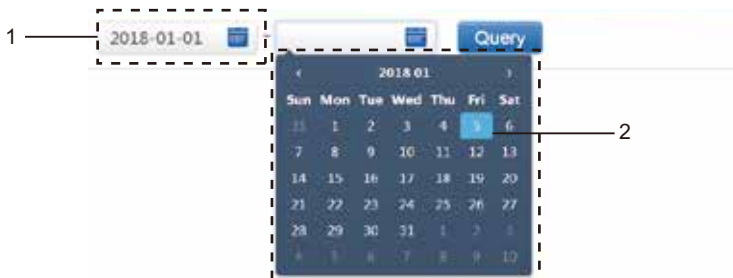 1
2018-01-01 - Query
‹ 2018 01 ›
Sun Mon Tue Wed Thu Fri Sat
31 1 2 3 4 5 6
2
7 8 9 10 11 12 13
14 15 16 17 18 19 20
21 22 23 24 25 26 27
28 29 30 31 1 2 3
4 5 6 7 8 9 10